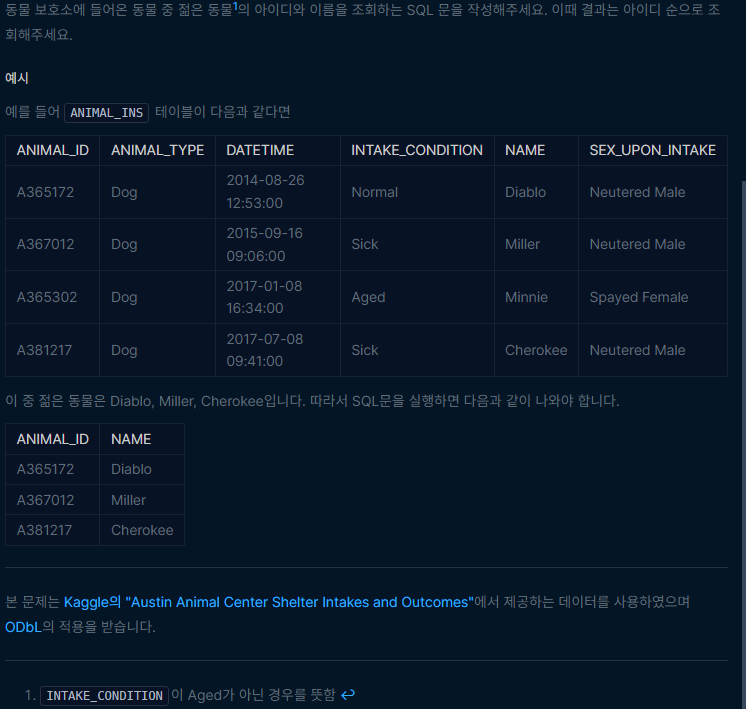 동물 보호소에 들어온 동물 중 젊은 동물1의 아이디와 이름을 조회하는 SQL 문을 작성해주세요. 이때 결과는 아이디 순으로 조
회해주세요.
예시
예를 들어 ANIMAL_INS 테이블이 다음과 같다면
ANIMAL_ID ANIMAL_TYPE DATETIME INTAKE_CONDITION NAME SEX_UPON_INTAKE
A365172 Dog 2014-08-26 12:53:00 Normal Diablo Neutered Male
A367012 Dog 2015-09-16 09:06:00 Sick Miller Neutered Male
A365302 Dog 2017-01-08 16:34:00 Aged Minnie Spayed Female
A381217 Dog 2017-07-08 09:41:00 Sick Cherokee Neutered Male
이 중 젊은 동물은 Diablo, Miller, Cherokee입니다. 따라서 SQL문을 실행하면 다음과 같이 나와야 합니다.
ANIMAL_ID NAME
A365172 Diablo
A367012 Miller
A381217 Cherokee
본 문제는 Kaggle의 "Austin Animal Center Shelter Intakes and Outcomes"에서 제공하는 데이터를 사용하였으며
ODbL의 적용을 받습니다.
1. INTAKE_CONDITION이 Aged가 아닌 경우를 뜻함 ↩